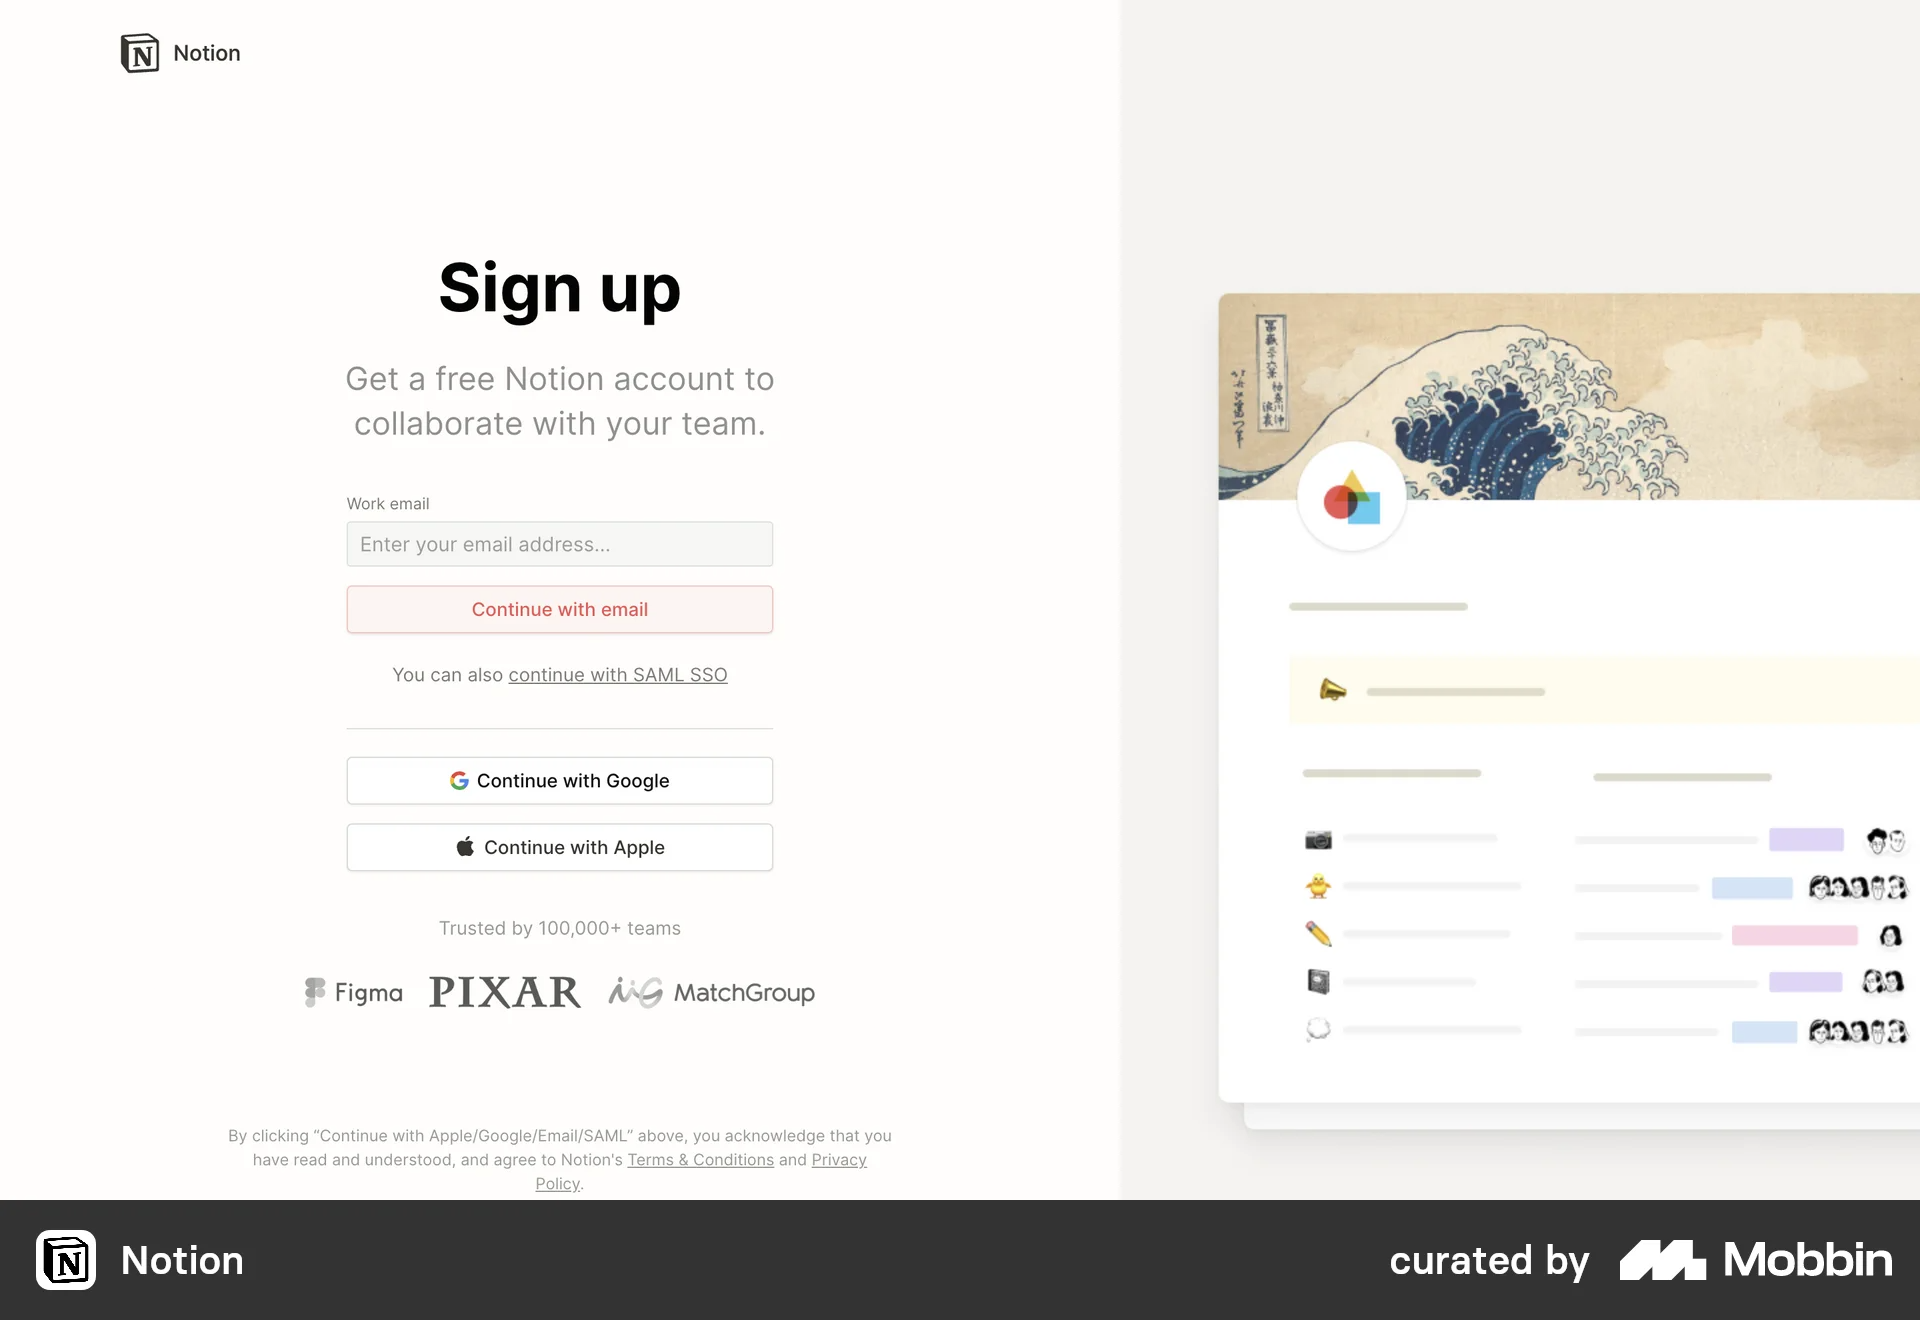 Notion
Sign up
Get a free Notion account to
collaborate with your team.
Work email
Enter your email address...
Continue with email
You can also continue with SAML SSO
Continue with Google
Continue with Apple
Trusted by 100,000+ teams
Figma PIXAR MatchGroup
By clicking “Continue with Apple/Google/Email/SAML” above, you acknowledge that you
have read and understood, and agree to Notion's Terms & Conditions and Privacy
Policy.
Notion
curated by Mobbin